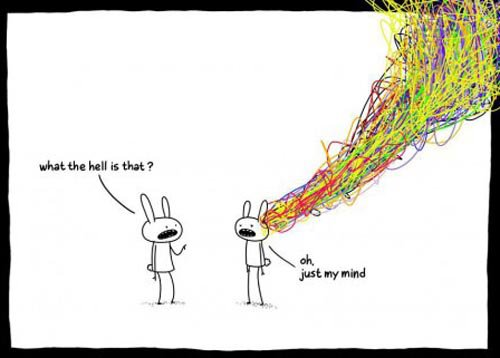 what the hell is that ?
oh,
just my mind